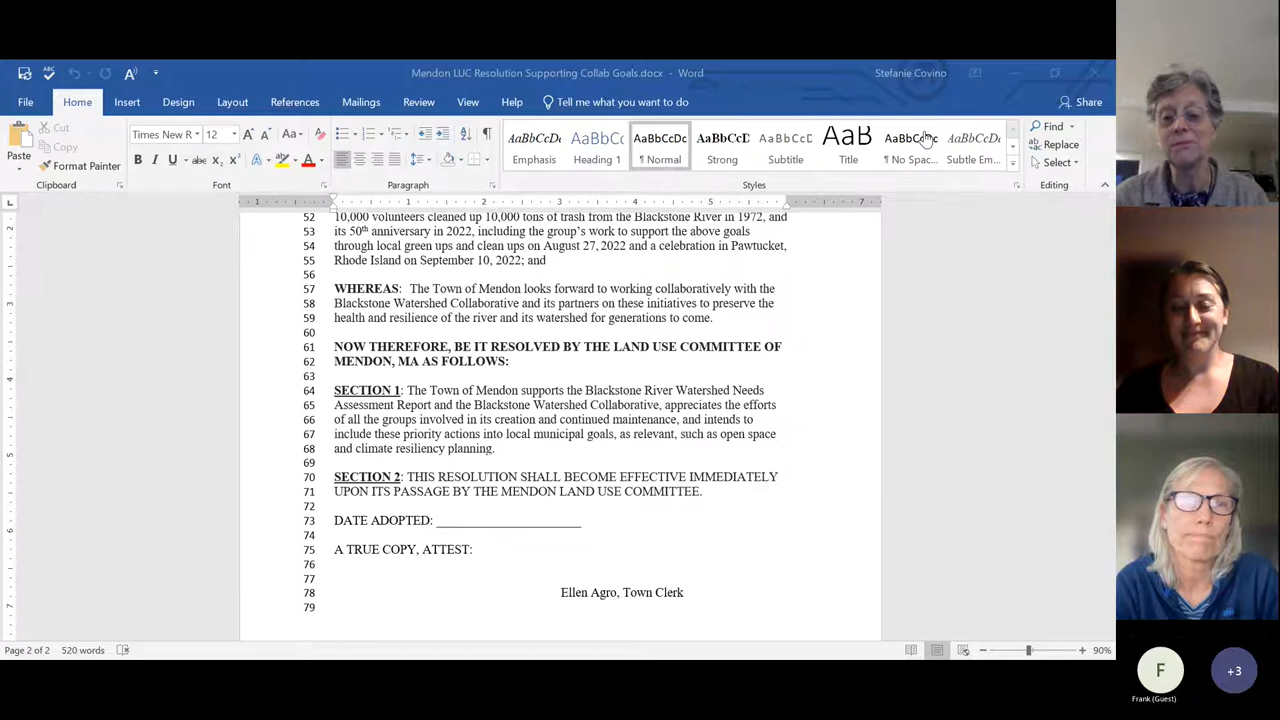 Mendon LUC Resolution Supporting Collab Goals.docx - Word
Stefanie Covino
File Home Insert Design Layout References Mailings Review View Help Tell me what you want to do Share
Paste Cut Copy Format Painter
Clipboard
Times New R 12
Font
Paragraph
AaBbCcDc AaBbCc AaBbCcDc AaBbCcD AaBbCcD AaB AaBbCcDc AaBbCcDc
Emphasis Heading 1 ¶ Normal Strong Subtitle Title ¶ No Spac... Subtle Em...
Styles
Find
Replace
Select
Editing
1 1 2 3 4 5 6 7
52 10,000 volunteers cleaned up 10,000 tons of trash from the Blackstone River in 1972, and
53 its 50th anniversary in 2022, including the group's work to support the above goals
54 through local green ups and clean ups on August 27, 2022 and a celebration in Pawtucket,
55 Rhode Island on September 10, 2022; and
56
57 WHEREAS: The Town of Mendon looks forward to working collaboratively with the
58 Blackstone Watershed Collaborative and its partners on these initiatives to preserve the
59 health and resilience of the river and its watershed for generations to come.
60
61 NOW THEREFORE, BE IT RESOLVED BY THE LAND USE COMMITTEE OF
62 MENDON, MA AS FOLLOWS:
63
64 SECTION 1: The Town of Mendon supports the Blackstone River Watershed Needs
65 Assessment Report and the Blackstone Watershed Collaborative, appreciates the efforts
66 of all the groups involved in its creation and continued maintenance, and intends to
67 include these priority actions into local municipal goals, as relevant, such as open space
68 and climate resiliency planning.
69
70 SECTION 2: THIS RESOLUTION SHALL BECOME EFFECTIVE IMMEDIATELY
71 UPON ITS PASSAGE BY THE MENDON LAND USE COMMITTEE.
72
73 DATE ADOPTED: ______________________
74
75 A TRUE COPY, ATTEST:
76
77
78 Ellen Agro, Town Clerk
79
Page 2 of 2 520 words 90%
F +3
Frank (Guest)